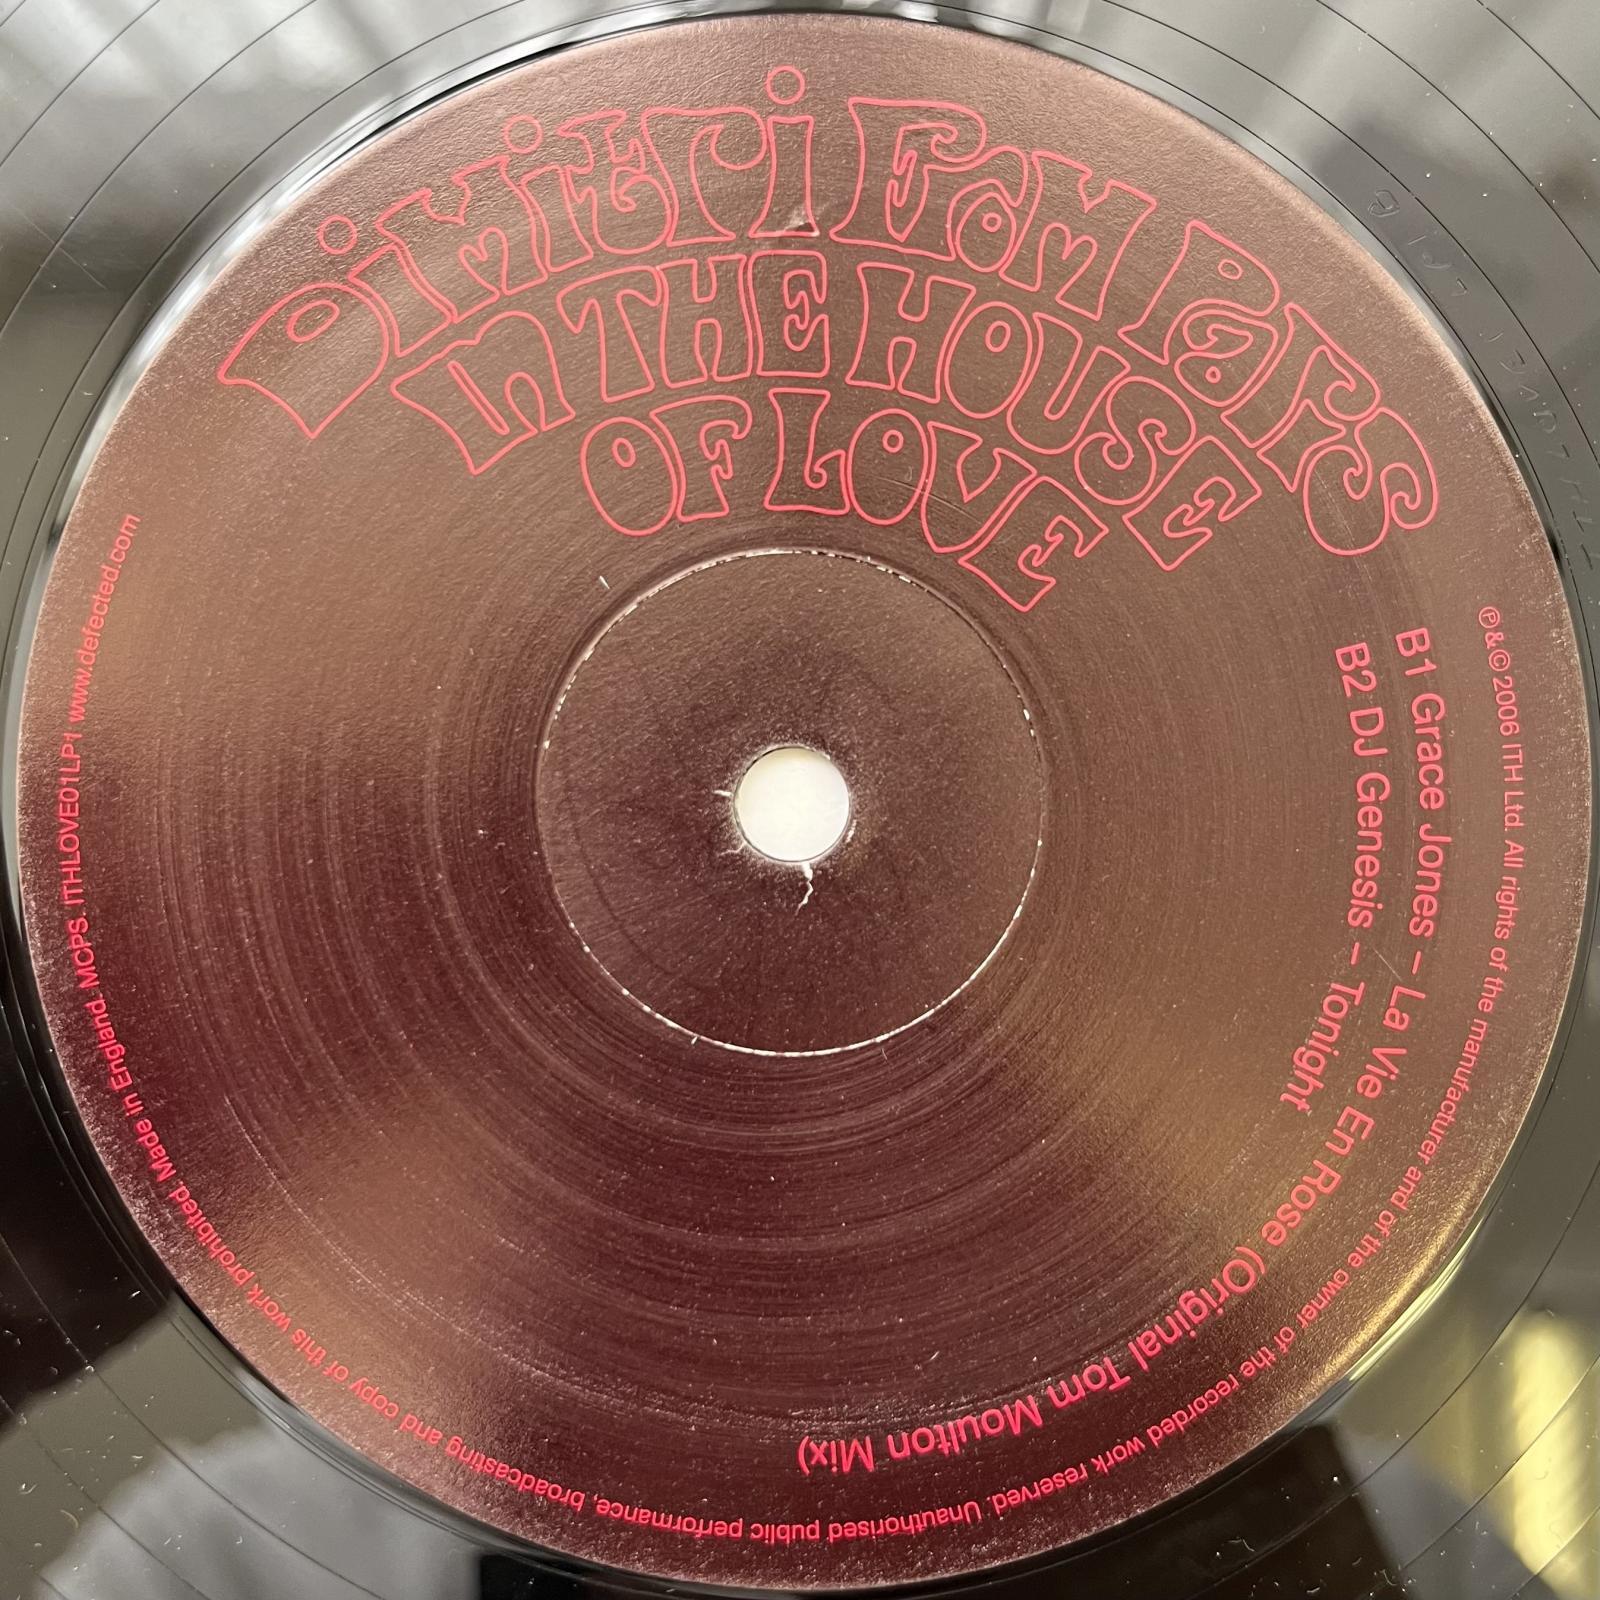 Dimitri From Paris
IN THE HOUSE
OF LOVE
B1 Grace Jones – La Vie En Rose (Original Tom Moulton Mix)
B2 DJ Genesis – Tonight
℗&© 2006 ITH Ltd. All rights of the manufacturer and of the owner of the recorded work reserved. Unauthorised public performance, broadcasting and copy of this work prohibited. Made in England. MCPS. ITHLOVE01LP1 www.defected.com